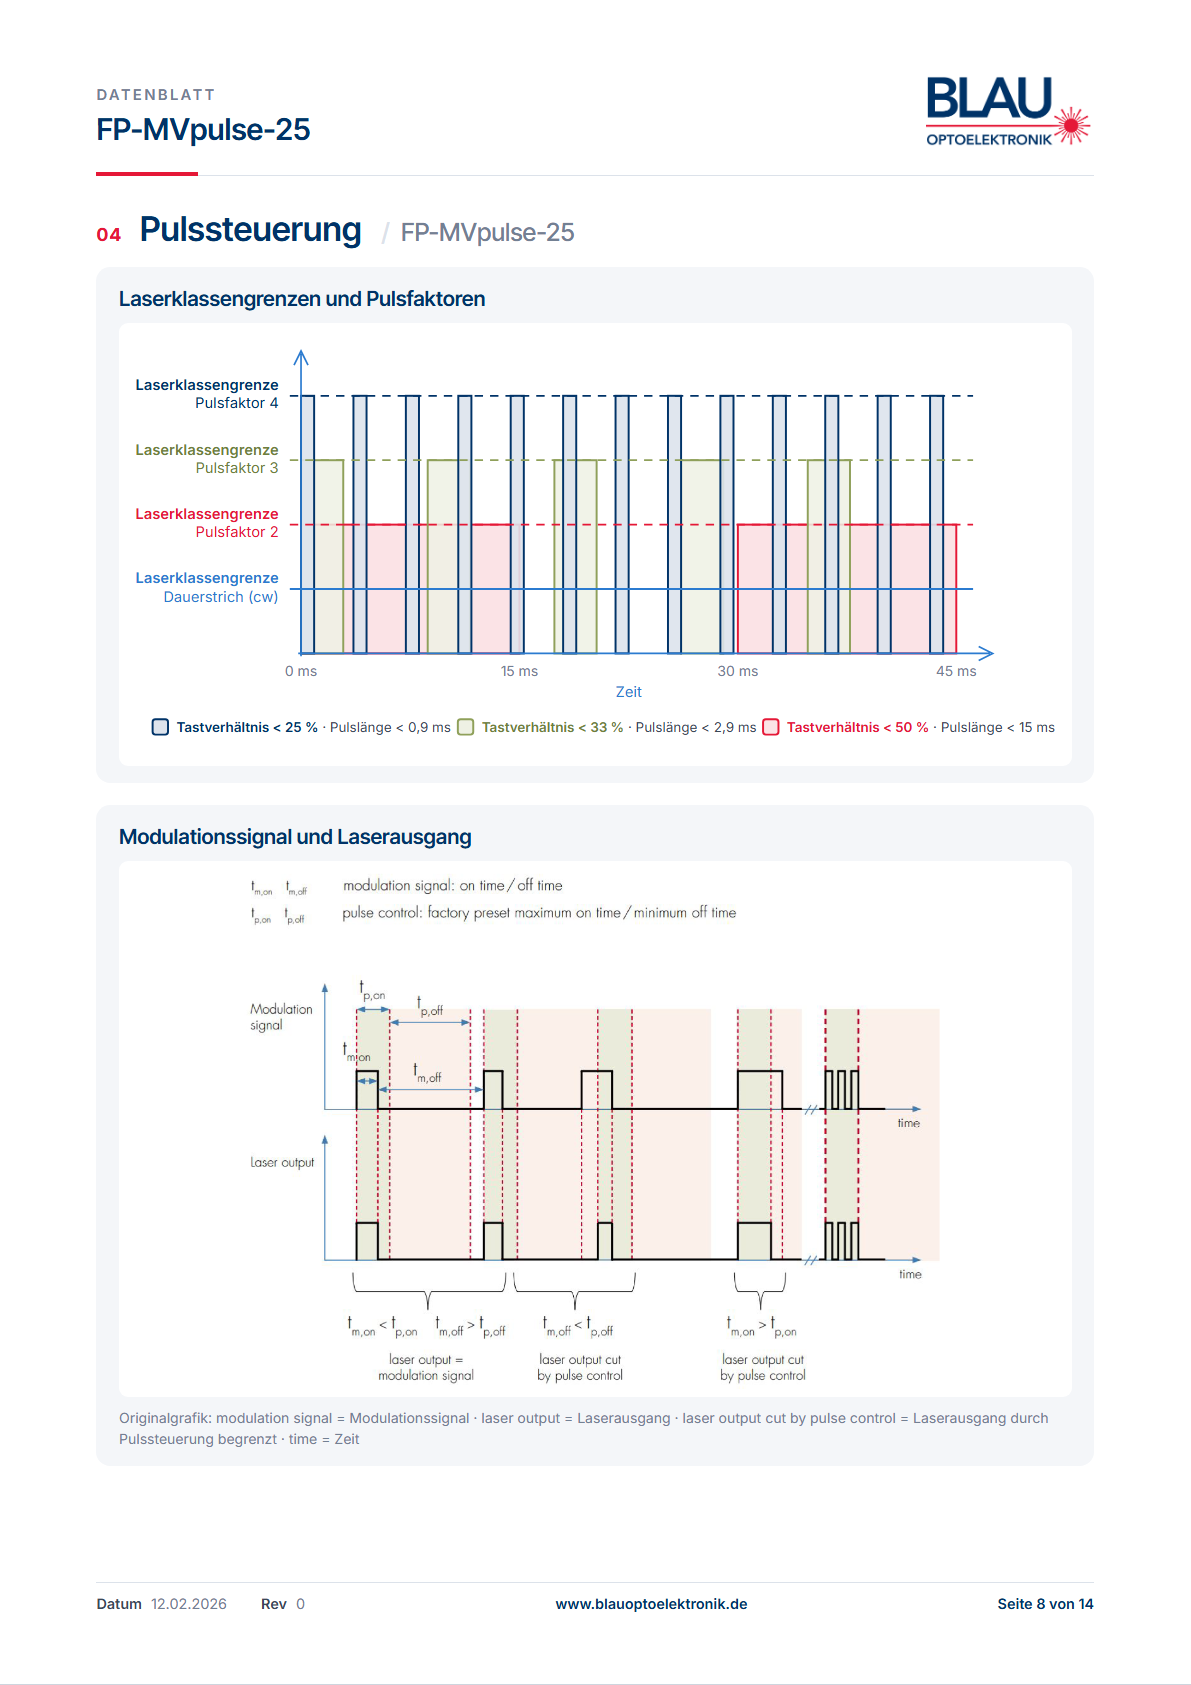 DATENBLATT
FP-MVpulse-25
BLAU
OPTOELEKTRONIK
04 Pulssteuerung / FP-MVpulse-25
Laserklassengrenzen und Pulsfaktoren
Laserklassengrenze
Pulsfaktor 4
Laserklassengrenze
Pulsfaktor 3
Laserklassengrenze
Pulsfaktor 2
Laserklassengrenze
Dauerstrich (cw)
0 ms 15 ms 30 ms 45 ms
Zeit
Tastverhältnis < 25 % · Pulslänge < 0,9 ms Tastverhältnis < 33 % · Pulslänge < 2,9 ms Tastverhältnis < 50 % · Pulslänge < 15 ms
Modulationssignal und Laserausgang
tm,on tm,off modulation signal: on time / off time
tp,on tp,off pulse control: factory preset maximum on time / minimum off time
tp,on
tp,off
Modulation
signal
tm,on
tm,off
time
Laser output
time
tm,on < tp,on tm,off > tp,off tm,off < tp,off tm,on > tp,on
laser output = laser output cut laser output cut
modulation signal by pulse control by pulse control
Originalgrafik: modulation signal = Modulationssignal · laser output = Laserausgang · laser output cut by pulse control = Laserausgang durch
Pulssteuerung begrenzt · time = Zeit
Datum 12.02.2026 Rev 0 www.blauoptoelektronik.de Seite 8 von 14